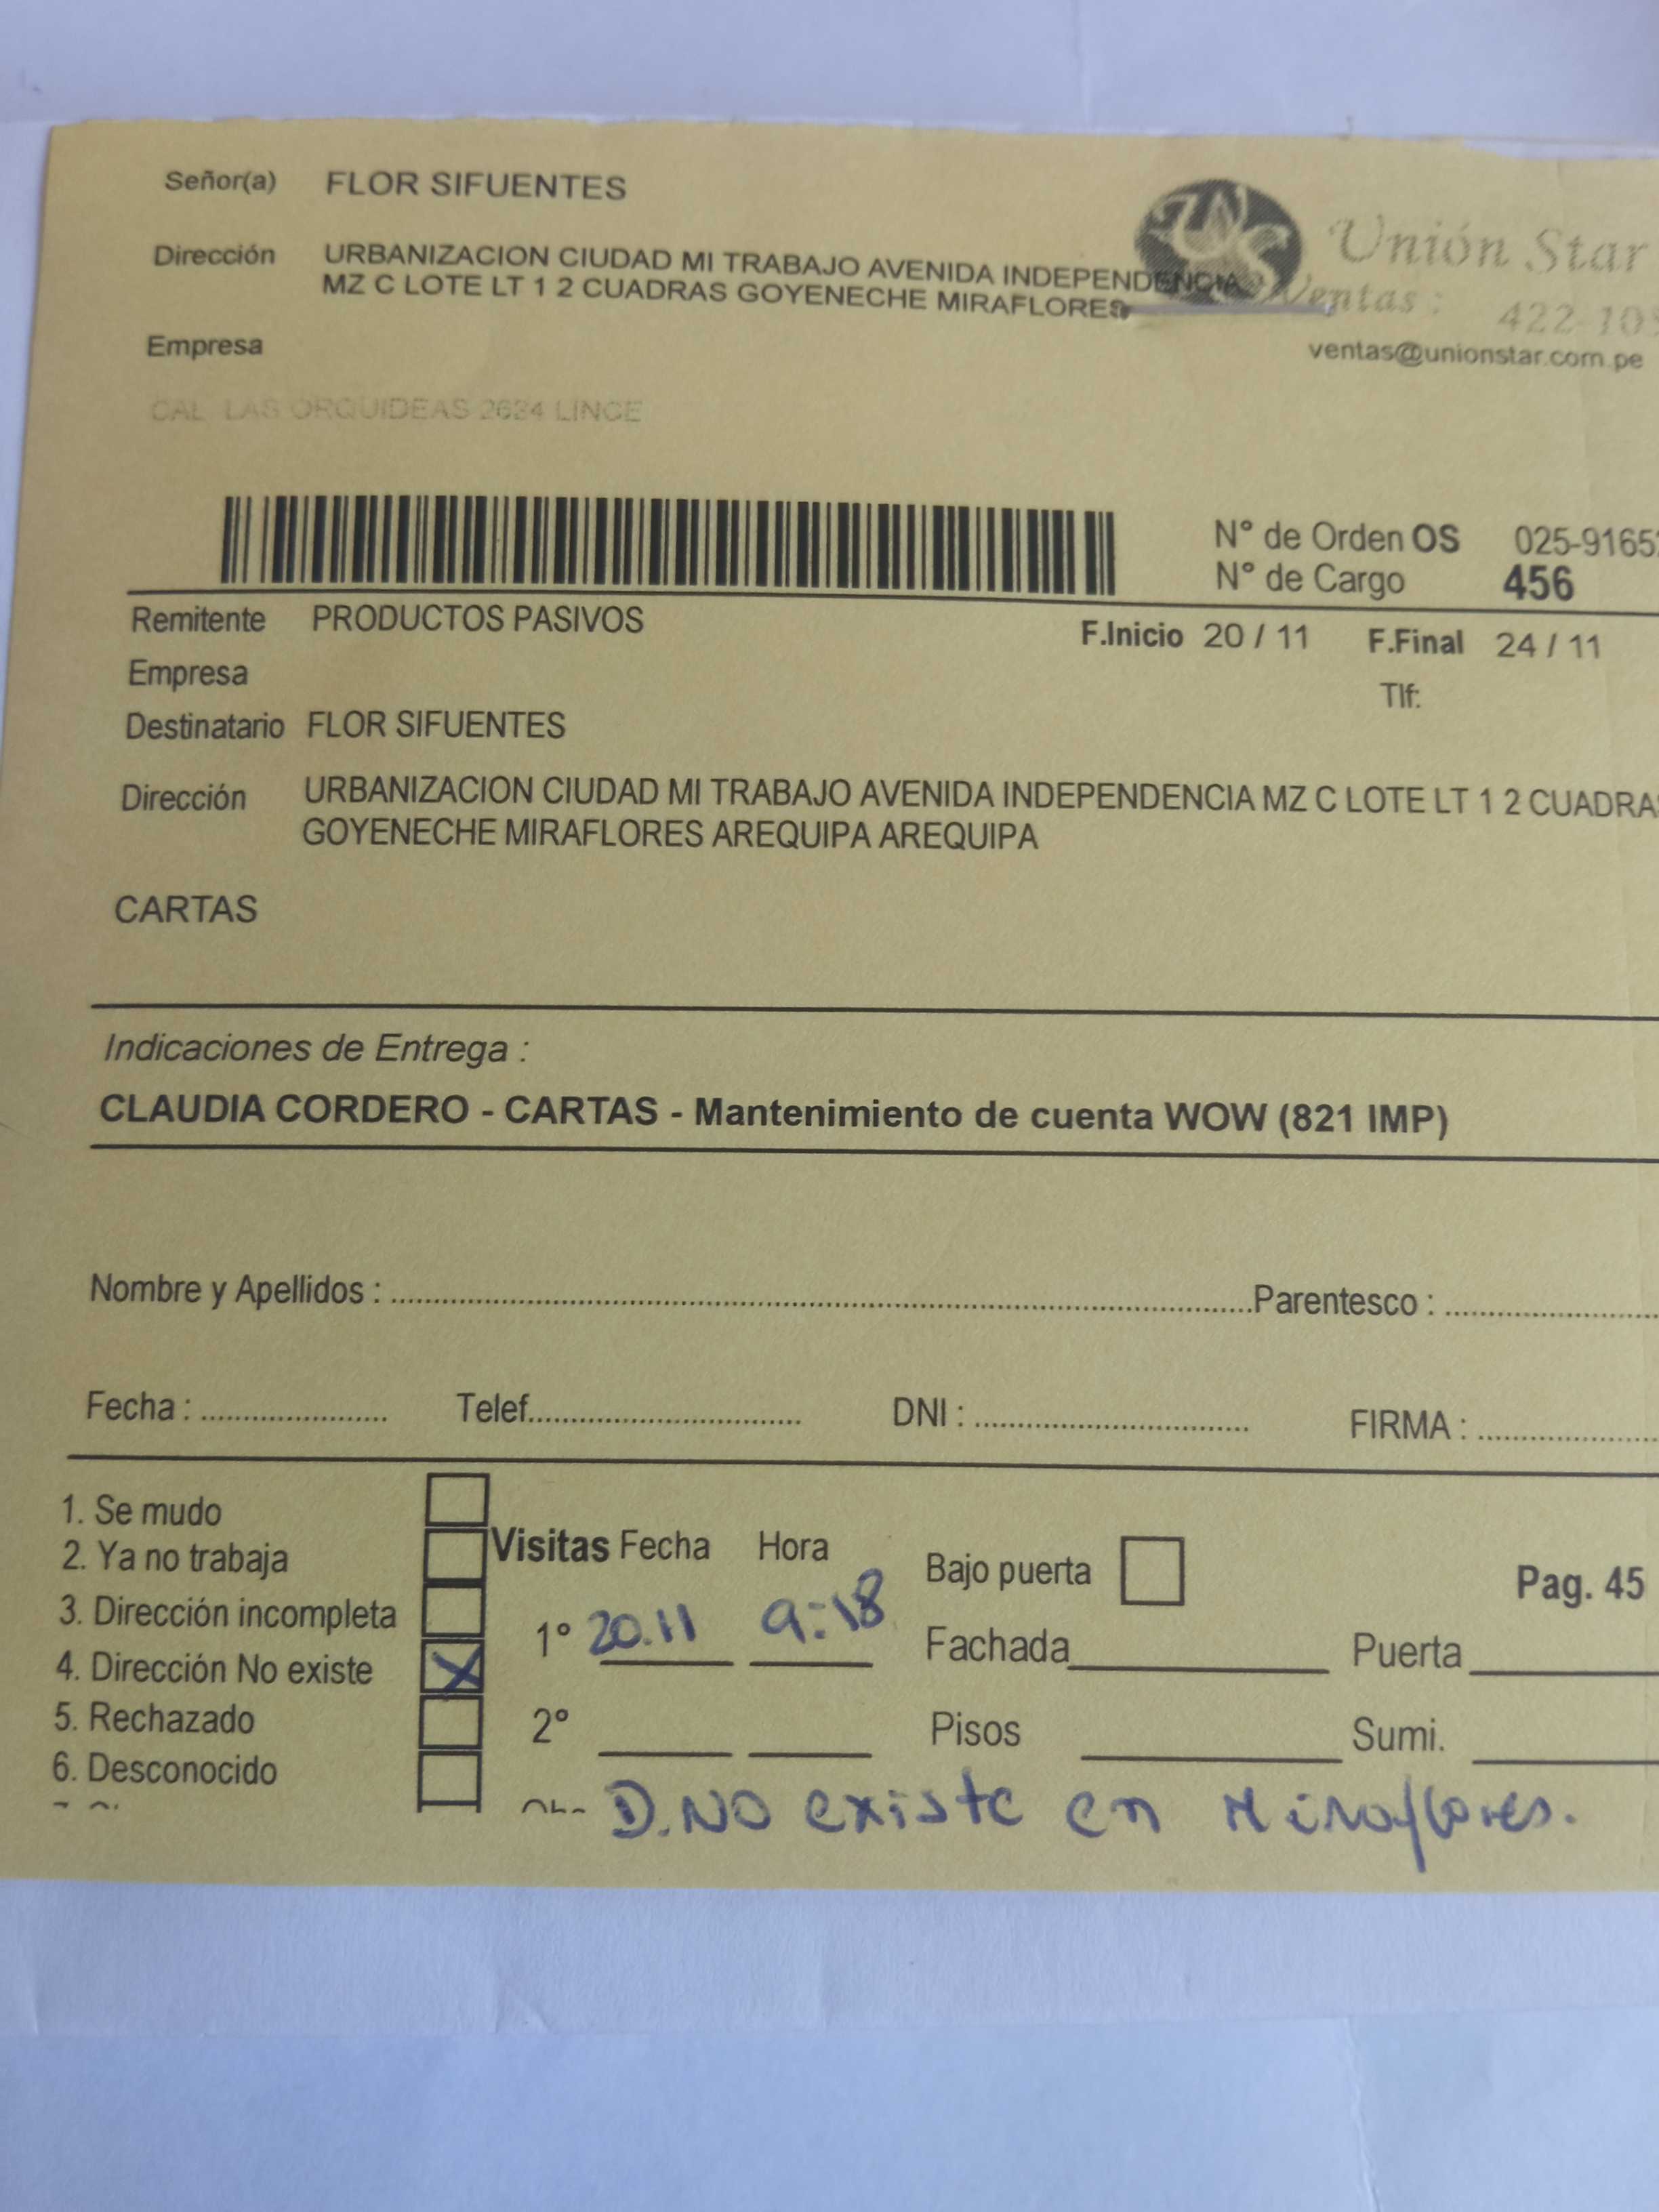 Señor(a) FLOR SIFUENTES
Unión Star
Dirección URBANIZACION CIUDAD MI TRABAJO AVENIDA INDEPENDENCIA
MZ C LOTE LT 1 2 CUADRAS GOYENECHE MIRAFLORES
Ventas :
ventas@unionstar.com.pe
Empresa
CAL LAS ORQUIDEAS 2634 LINCE
N° de Orden OS 025-9165
N° de Cargo 456
Remitente PRODUCTOS PASIVOS F.Inicio 20 / 11 F.Final 24 / 11
Empresa Tlf:
Destinatario FLOR SIFUENTES
Dirección URBANIZACION CIUDAD MI TRABAJO AVENIDA INDEPENDENCIA MZ C LOTE LT 1 2 CUADRAS
GOYENECHE MIRAFLORES AREQUIPA AREQUIPA
CARTAS
Indicaciones de Entrega :
CLAUDIA CORDERO - CARTAS - Mantenimiento de cuenta WOW (821 IMP)
Nombre y Apellidos : Parentesco :
Fecha : Telef. DNI : FIRMA :
1. Se mudo
2. Ya no trabaja
3. Dirección incompleta
4. Dirección No existe X
5. Rechazado
6. Desconocido
Visitas Fecha Hora
1° 20.11 9:18
2°
Bajo puerta
Fachada Puerta
Pisos Sumi.
Pag. 45
D. No existe en Miraflores.